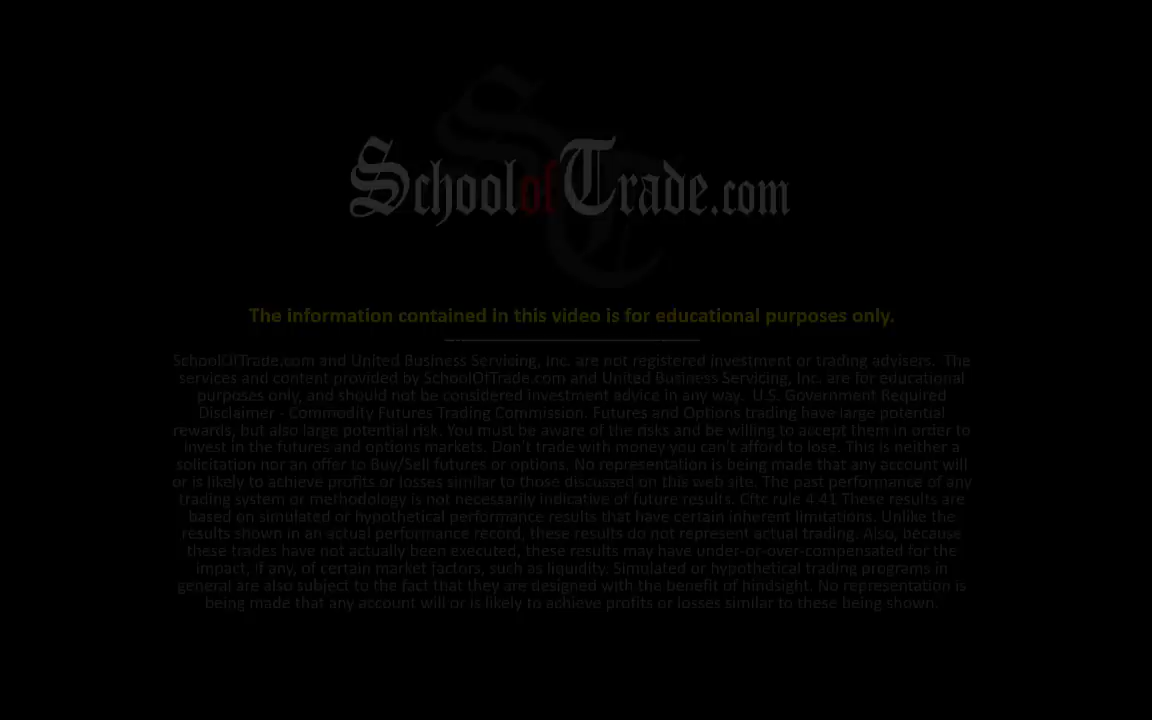 SchoolofTrade.com
The information contained in this video is for educational purposes only.
SchoolOfTrade.com and United Business Servicing, Inc. are not registered investment or trading advisers. The
services and content provided by SchoolOfTrade.com and United Business Servicing, Inc. are for educational
purposes only, and should not be considered investment advice in any way. U.S. Government Required
Disclaimer - Commodity Futures Trading Commission. Futures and Options trading have large potential
rewards, but also large potential risk. You must be aware of the risks and be willing to accept them in order to
invest in the futures and options markets. Don't trade with money you can't afford to lose. This is neither a
solicitation nor an offer to Buy/Sell futures or options. No representation is being made that any account will
or is likely to achieve profits or losses similar to those discussed on this web site. The past performance of any
trading system or methodology is not necessarily indicative of future results. Cftc rule 4.41 These results are
based on simulated or hypothetical performance results that have certain inherent limitations. Unlike the
results shown in an actual performance record, these results do not represent actual trading. Also, because
these trades have not actually been executed, these results may have under-or-over-compensated for the
impact, if any, of certain market factors, such as liquidity. Simulated or hypothetical trading programs in
general are also subject to the fact that they are designed with the benefit of hindsight. No representation is
being made that any account will or is likely to achieve profits or losses similar to these being shown.